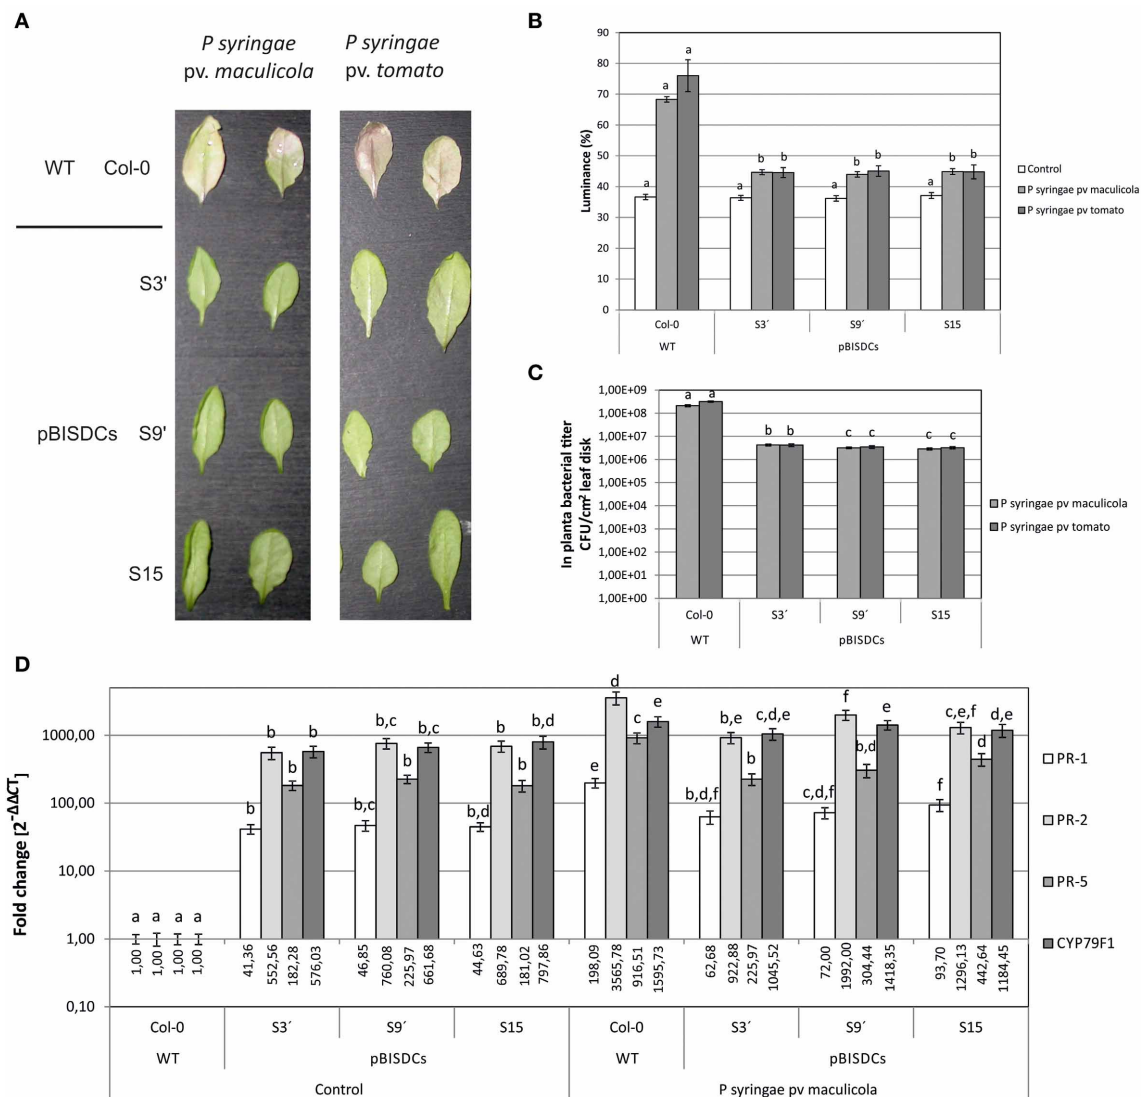 A
P syringae
pv. maculicola
P syringae
pv. tomato
WT Col-0
S3'
pBISDCs S9'
S15
B
90
80
70
60
50
40
30
20
10
0
Luminance (%)
a
a
a
a
b
b
a
b
b
a
b
b
Control
P syringae pv maculicola
P syringae pv tomato
Col-0 S3´ S9´ S15
WT pBISDCs
C
1,00E+09
1,00E+08
1,00E+07
1,00E+06
1,00E+05
1,00E+04
1,00E+03
1,00E+02
1,00E+01
1,00E+00
In planta bacterial titer
CFU/cm² leaf disk
a a b b c c c c
P syringae pv maculicola
P syringae pv tomato
Col-0 S3´ S9´ S15
WT pBISDCs
D
Fold change [2^-ΔΔCT]
1000,00
100,00
10,00
1,00
0,10
a a a a
b b b b
b,c b,c b b,c
b,d b b b,d
e d c e
b,d,f b,e b c,d,e
c,d,f f b,d e
f c,e,f d d,e
1,00 1,00 1,00 1,00
41,36 552,56 182,28 576,03
46,85 760,08 225,97 661,68
44,63 689,78 181,02 797,86
198,09 3565,78 916,51 1595,73
62,68 922,88 225,97 1045,52
72,00 1992,00 304,44 1418,35
93,70 1296,13 442,64 1184,45
Col-0 S3´ S9´ S15 Col-0 S3´ S9´ S15
WT pBISDCs WT pBISDCs
Control P syringae pv maculicola
PR-1
PR-2
PR-5
CYP79F1